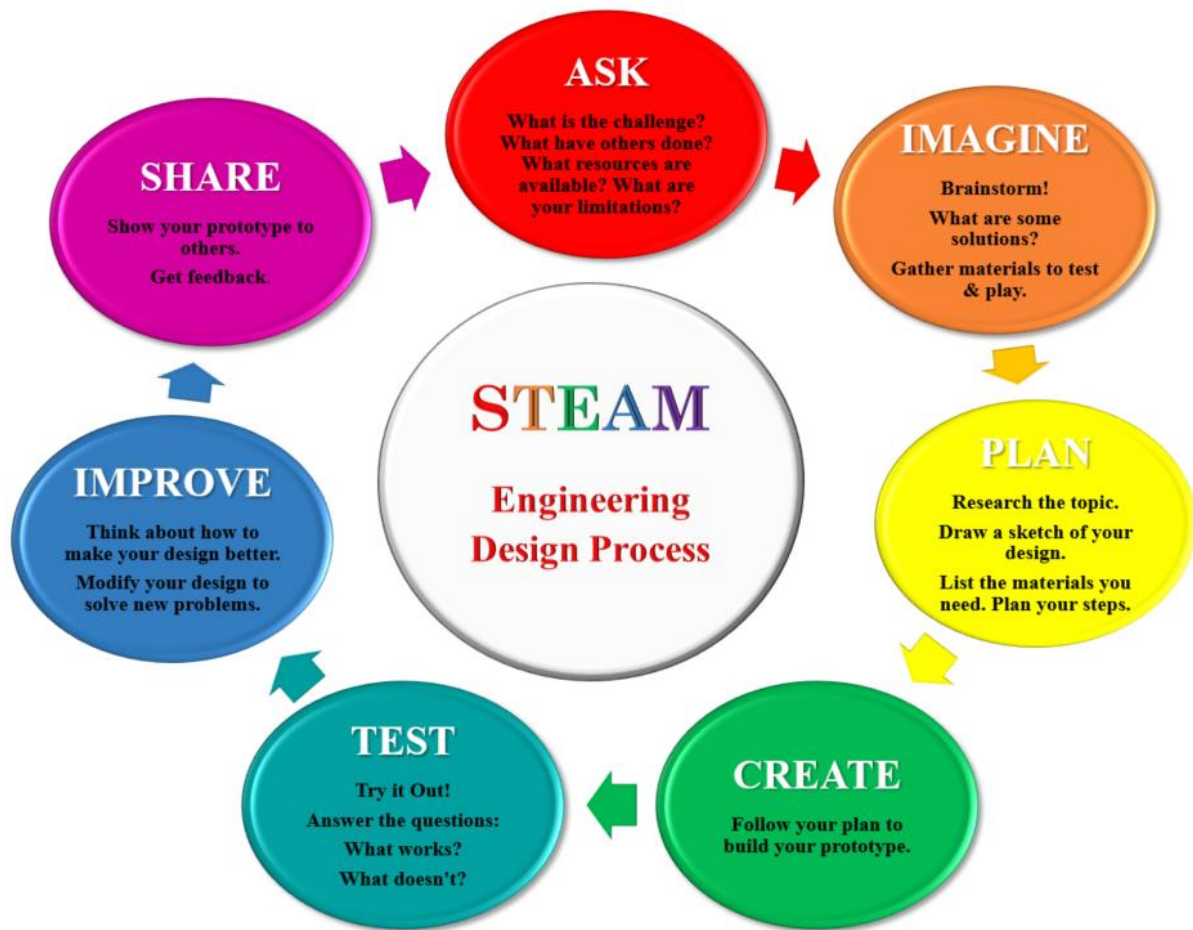 ASK
What is the challenge?
What have others done?
What resources are
available? What are
your limitations?
IMAGINE
Brainstorm!
What are some
solutions?
Gather materials to test
& play.
PLAN
Research the topic.
Draw a sketch of your
design.
List the materials you
need. Plan your steps.
CREATE
Follow your plan to
build your prototype.
TEST
Try it Out!
Answer the questions:
What works?
What doesn't?
IMPROVE
Think about how to
make your design better.
Modify your design to
solve new problems.
SHARE
Show your prototype to
others.
Get feedback.
STEAM
Engineering
Design Process